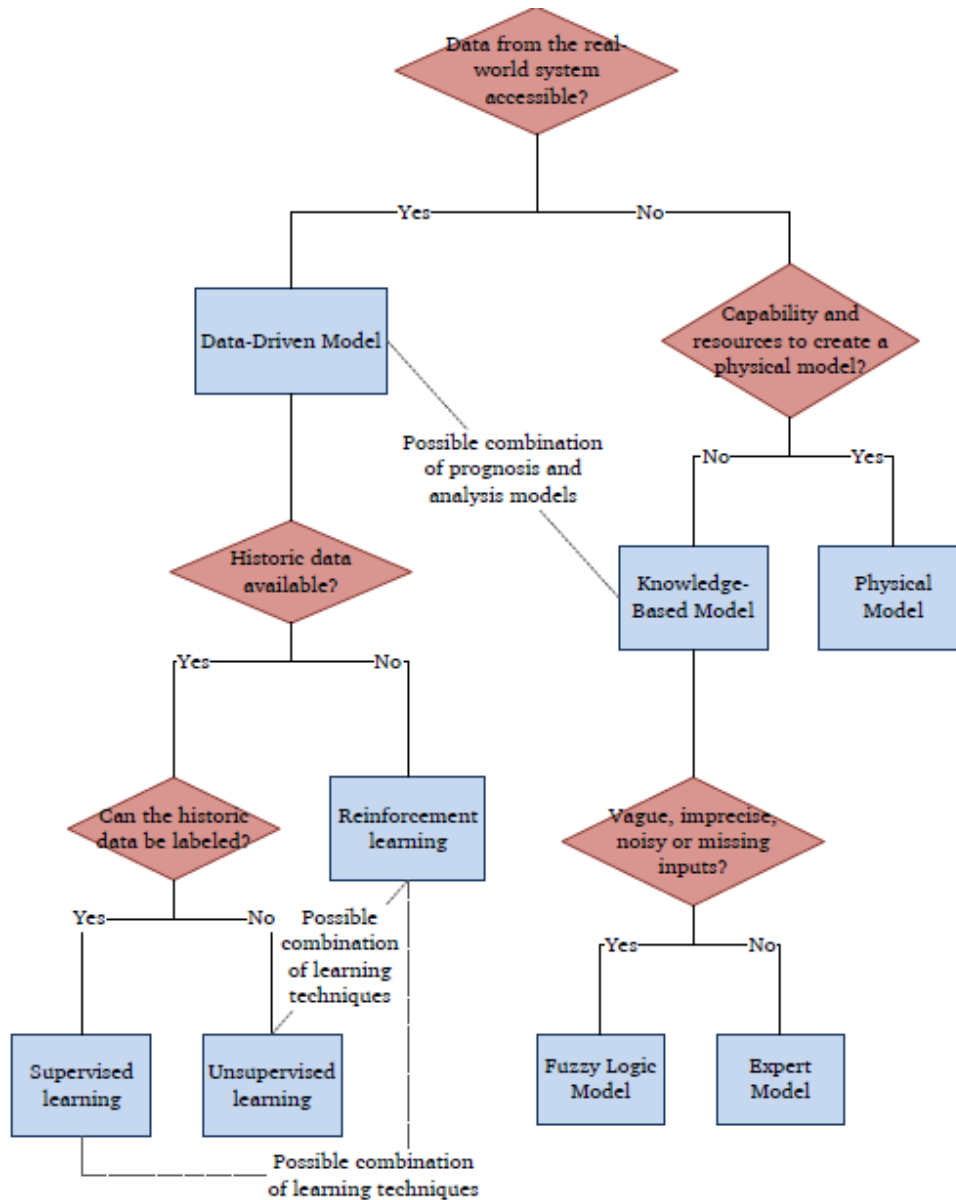 Data from the real-
world system
accessible?
Yes
No
Data-Driven Model
Capability and
resources to create a
physical model?
Possible combination
of prognosis and
analysis models
No
Yes
Historic data
available?
Knowledge-
Based Model
Physical
Model
Yes
No
Can the historic
data be labeled?
Reinforcement
learning
Vague, imprecise,
noisy or missing
inputs?
Yes
No
Possible
combination
of learning
techniques
Yes
No
Supervised
learning
Unsupervised
learning
Fuzzy Logic
Model
Expert
Model
Possible combination
of learning techniques